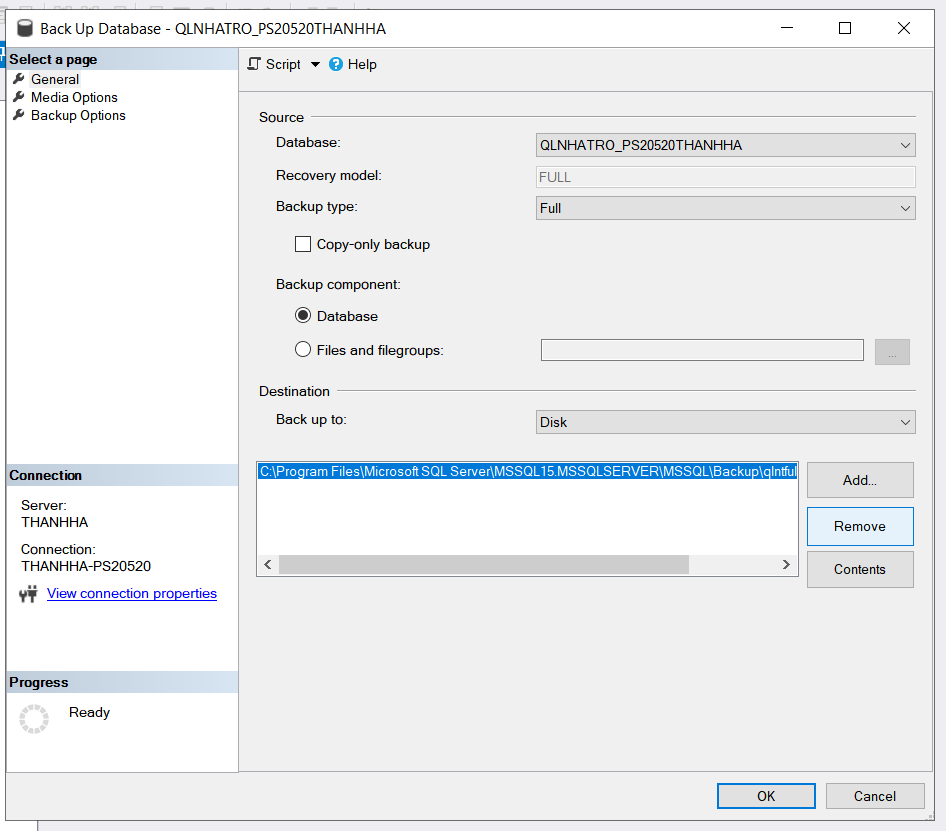 Back Up Database - QLNHATRO_PS20520THANHHA
Select a page
General
Media Options
Backup Options
Script
Help
Source
Database:
QLNHATRO_PS20520THANHHA
Recovery model:
FULL
Backup type:
Full
Copy-only backup
Backup component:
Database
Files and filegroups:
...
Destination
Back up to:
Disk
C:\Program Files\Microsoft SQL Server\MSSQL15.MSSQLSERVER\MSSQL\Backup\qlntful
Add...
Remove
Contents
Connection
Server:
THANHHA
Connection:
THANHHA-PS20520
View connection properties
Progress
Ready
OK
Cancel